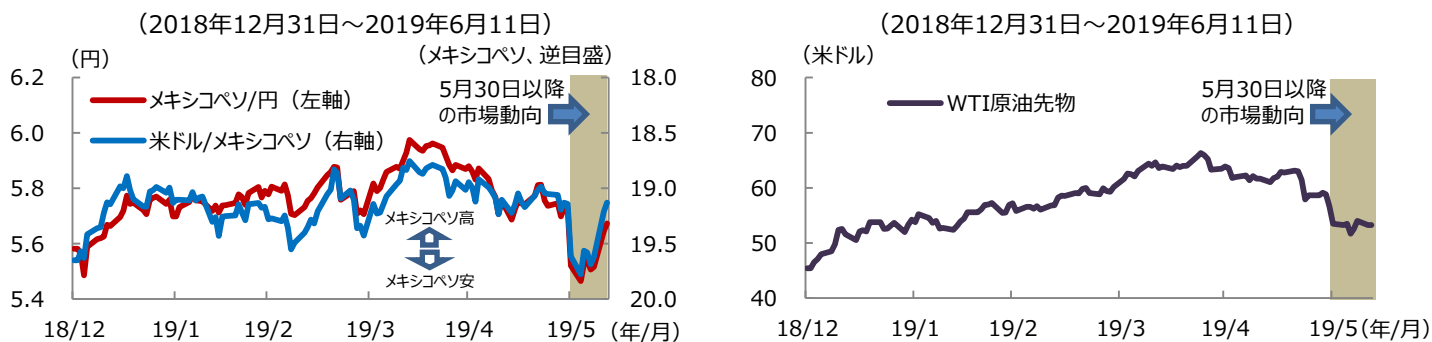 （2018年12月31日～2019年6月11日）
（円）
（メキシコペソ、逆目盛）
6.2
6.0
5.8
5.6
5.4
18.0
18.5
19.0
19.5
20.0
メキシコペソ/円（左軸）
米ドル/メキシコペソ（右軸）
5月30日以降
の市場動向
メキシコペソ高
メキシコペソ安
18/12
19/1
19/2
19/3
19/4
19/5
（年/月）
（2018年12月31日～2019年6月11日）
（米ドル）
80
70
60
50
40
WTI原油先物
5月30日以降
の市場動向
18/12
19/1
19/2
19/3
19/4
19/5
（年/月）